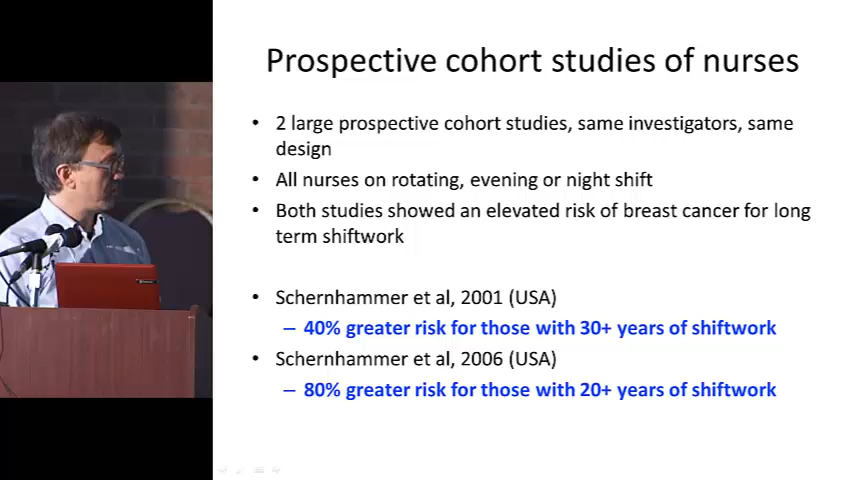 Prospective cohort studies of nurses
• 2 large prospective cohort studies, same investigators, same
design
• All nurses on rotating, evening or night shift
• Both studies showed an elevated risk of breast cancer for long
term shiftwork
• Schernhammer et al, 2001 (USA)
– 40% greater risk for those with 30+ years of shiftwork
• Schernhammer et al, 2006 (USA)
– 80% greater risk for those with 20+ years of shiftwork